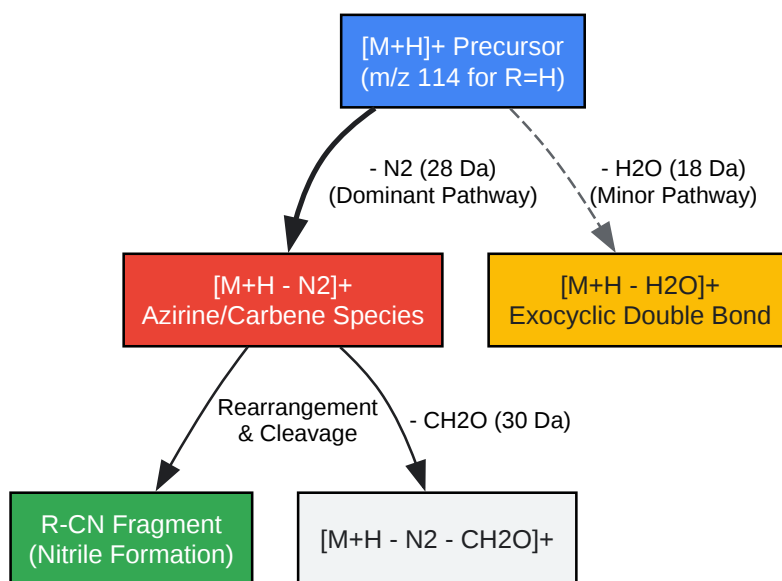 [M+H]+ Precursor
(m/z 114 for R=H)
- N2 (28 Da)
(Dominant Pathway)
- H2O (18 Da)
(Minor Pathway)
[M+H - N2]+
Azirine/Carbene Species
[M+H - H2O]+
Exocyclic Double Bond
Rearrangement
& Cleavage
- CH2O (30 Da)
R-CN Fragment
(Nitrile Formation)
[M+H - N2 - CH2O]+